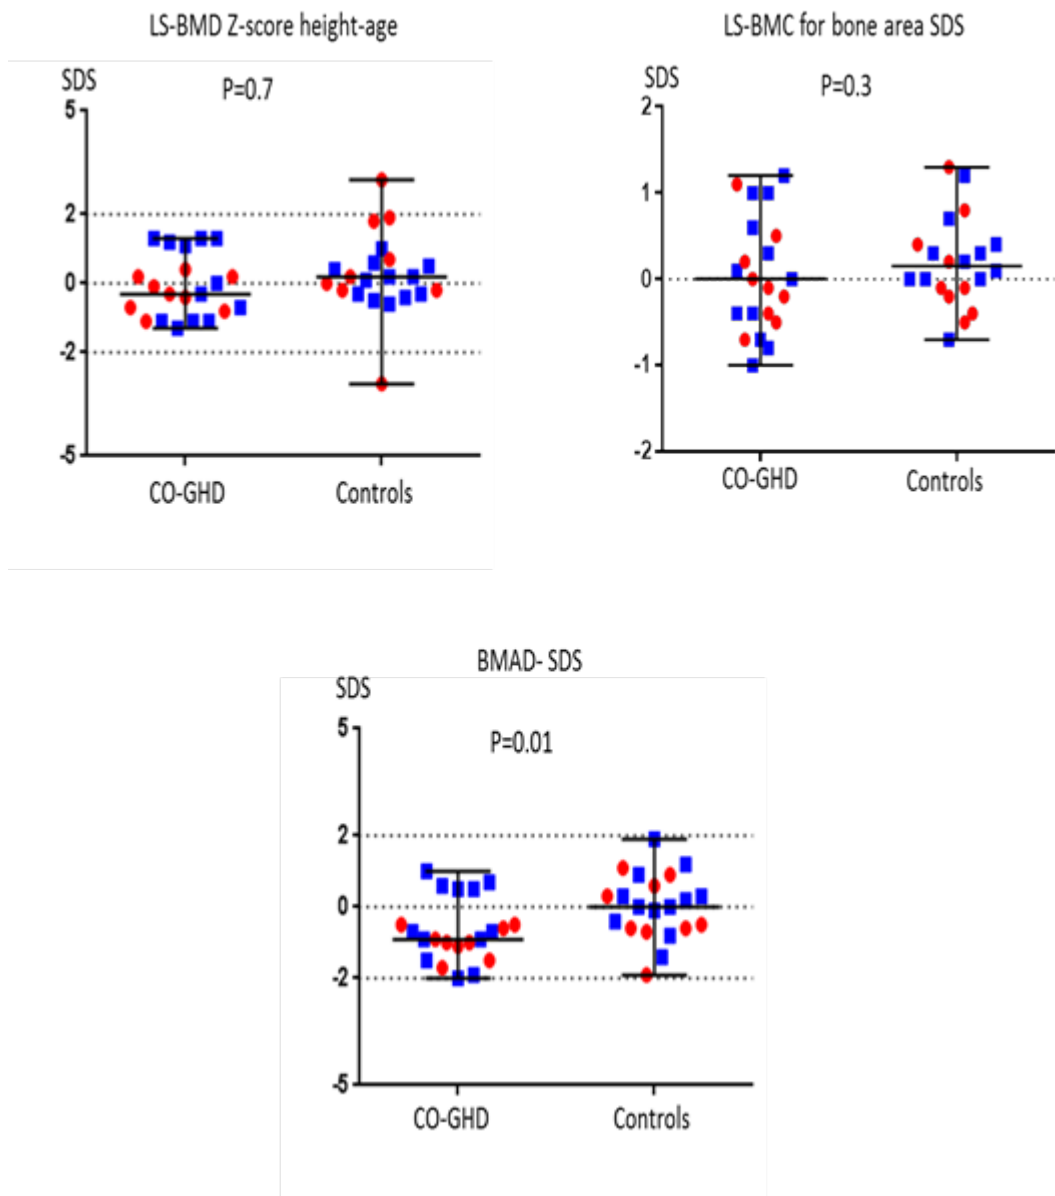 LS-BMD Z-score height-age
SDS
P=0.7
5
2
0
-2
-5
CO-GHD Controls
LS-BMC for bone area SDS
SDS
P=0.3
2
1
0
-1
-2
CO-GHD Controls
BMAD- SDS
SDS
P=0.01
5
2
0
-2
-5
CO-GHD Controls